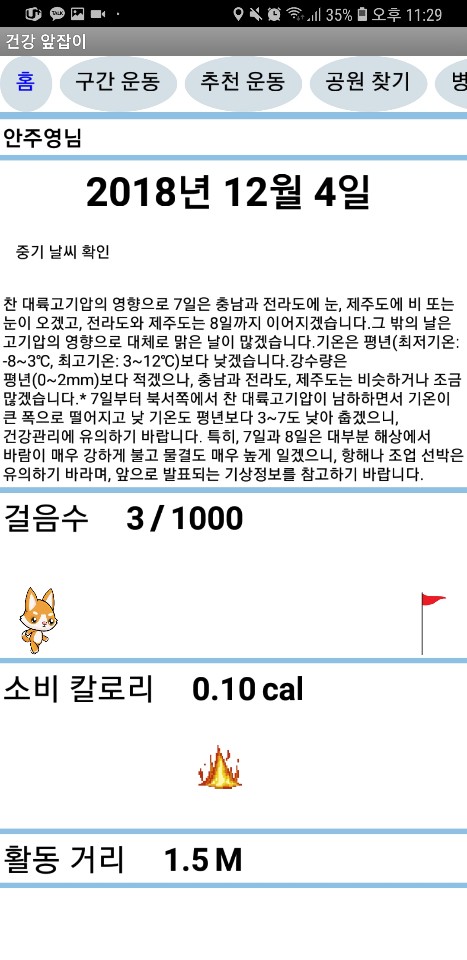 35% 오후 11:29
건강 앞잡이
홈 구간 운동 추천 운동 공원 찾기 병
안주영님
2018년 12월 4일
중기 날씨 확인
찬 대륙고기압의 영향으로 7일은 충남과 전라도에 눈, 제주도에 비 또는
눈이 오겠고, 전라도와 제주도는 8일까지 이어지겠습니다.그 밖의 날은
고기압의 영향으로 대체로 맑은 날이 많겠습니다.기온은 평년(최저기온:
-8~3℃, 최고기온: 3~12℃)보다 낮겠습니다.강수량은
평년(0~2mm)보다 적겠으나, 충남과 전라도, 제주도는 비슷하거나 조금
많겠습니다.* 7일부터 북서쪽에서 찬 대륙고기압이 남하하면서 기온이
큰 폭으로 떨어지고 낮 기온도 평년보다 3~7도 낮아 춥겠으니,
건강관리에 유의하기 바랍니다. 특히, 7일과 8일은 대부분 해상에서
바람이 매우 강하게 불고 물결도 매우 높게 일겠으니, 항해나 조업 선박은
유의하기 바라며, 앞으로 발표되는 기상정보를 참고하기 바랍니다.
걸음수 3 / 1000
소비 칼로리 0.10 cal
활동 거리 1.5 M